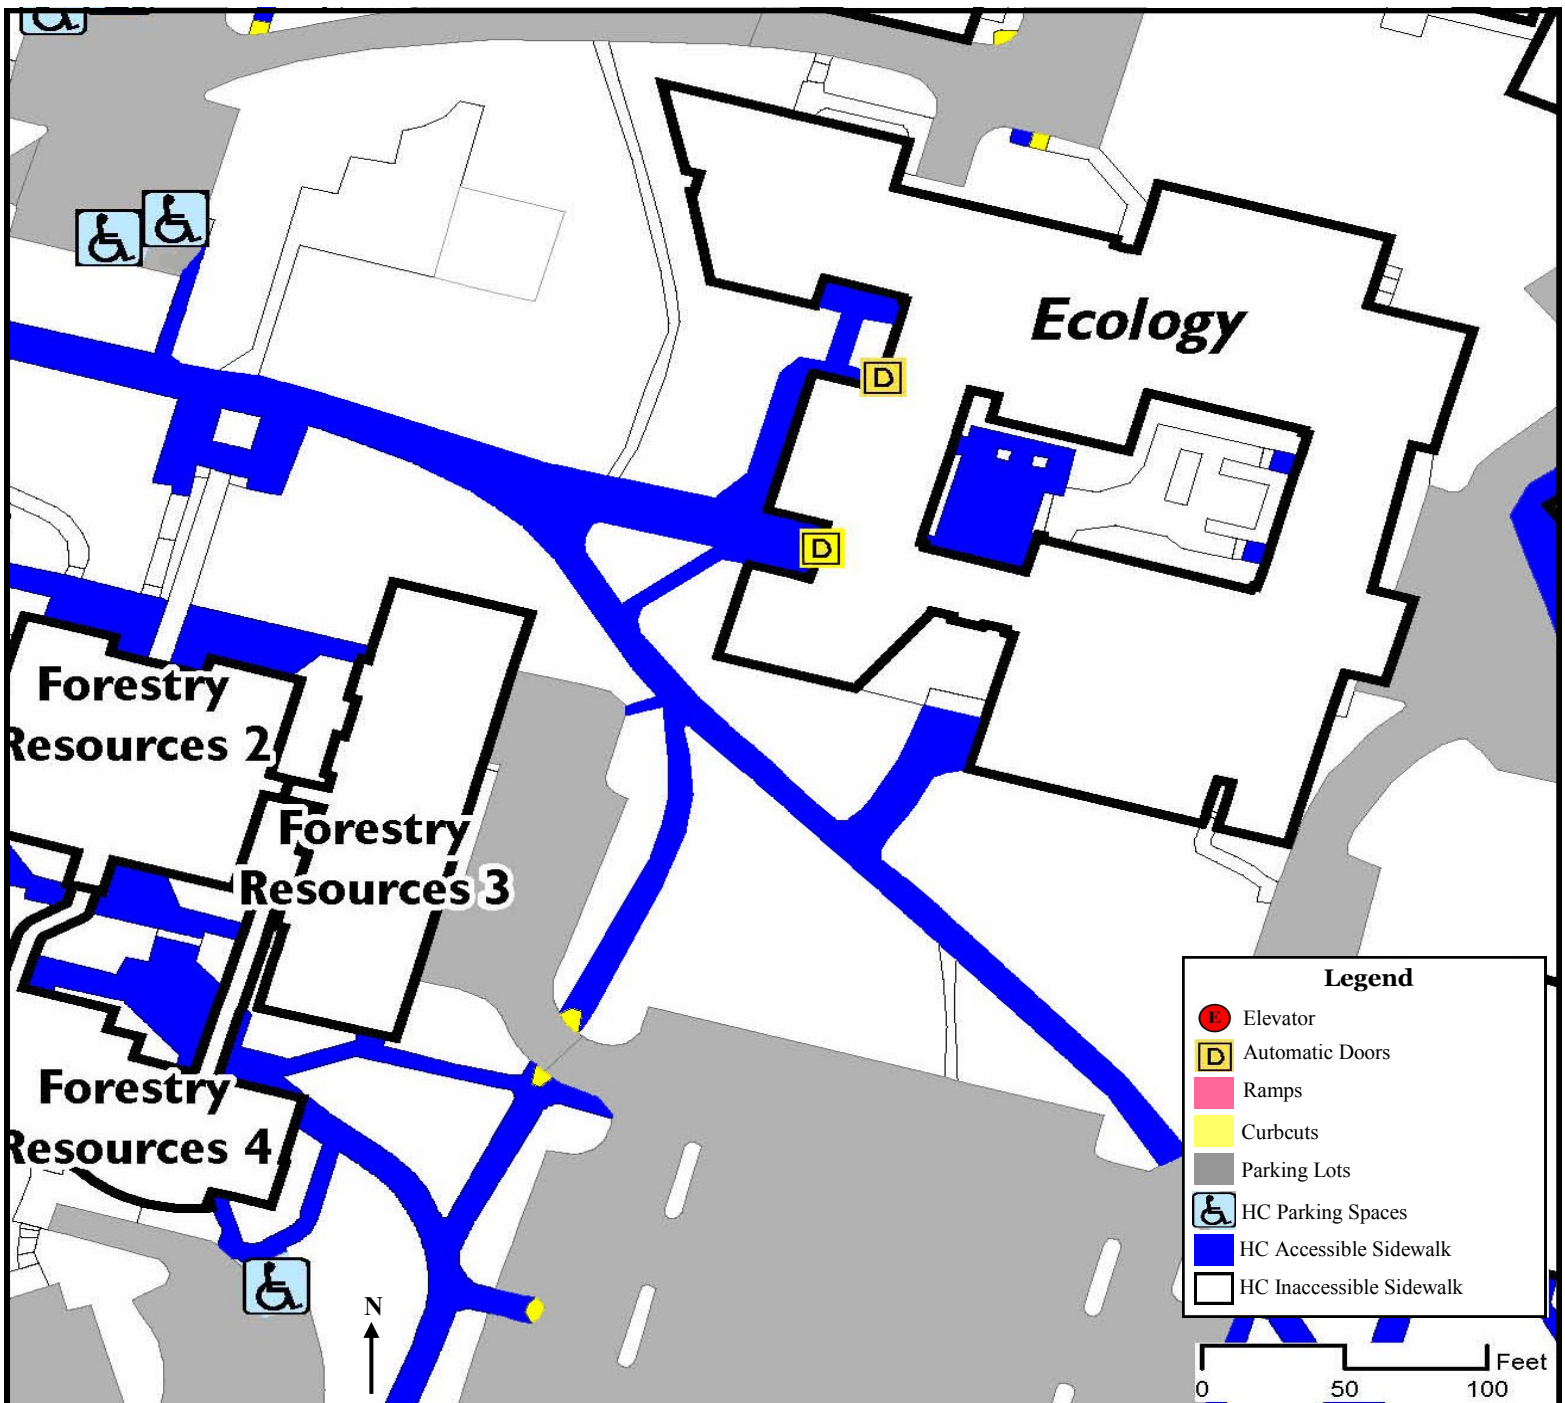 Ecology
D
D
Forestry
Resources 2
Forestry
Resources 3
Forestry
Resources 4
N
Legend
E Elevator
D Automatic Doors
Ramps
Curbcuts
Parking Lots
HC Parking Spaces
HC Accessible Sidewalk
HC Inaccessible Sidewalk
Feet
0 50 100